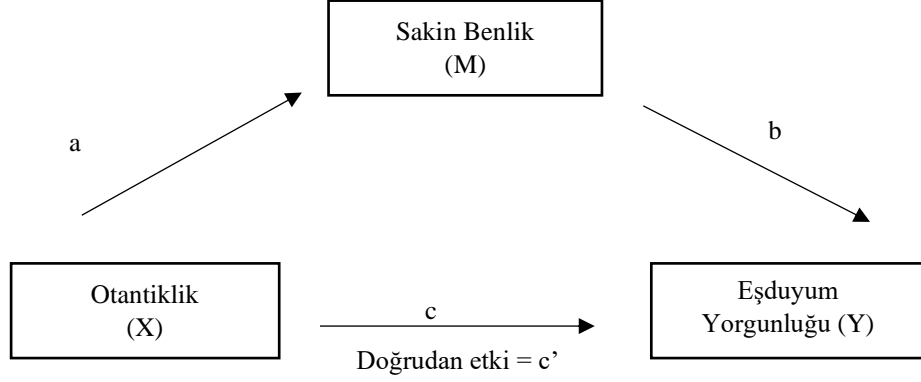 Sakin Benlik
(M)
a
b
Otantiklik
(X)
c
Doğrudan etki = c’
Eşduyum
Yorgunluğu (Y)